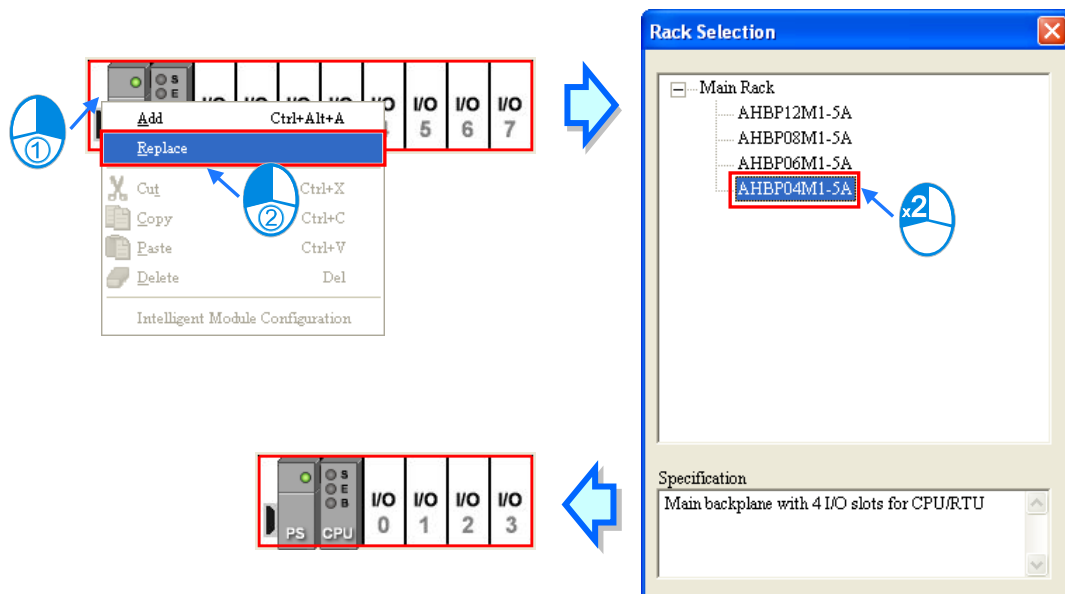 S
E
I/O I/O I/O
5 6 7
①
Add Ctrl+Alt+A
Replace
②
Cut Ctrl+X
Copy Ctrl+C
Paste Ctrl+V
Delete Del
Intelligent Module Configuration
Rack Selection
Main Rack
AHBP12M1-5A
AHBP08M1-5A
AHBP06M1-5A
AHBP04M1-5A
x2
Specification
Main backplane with 4 I/O slots for CPU/RTU
S
E
B
I/O I/O I/O I/O
PS CPU 0 1 2 3